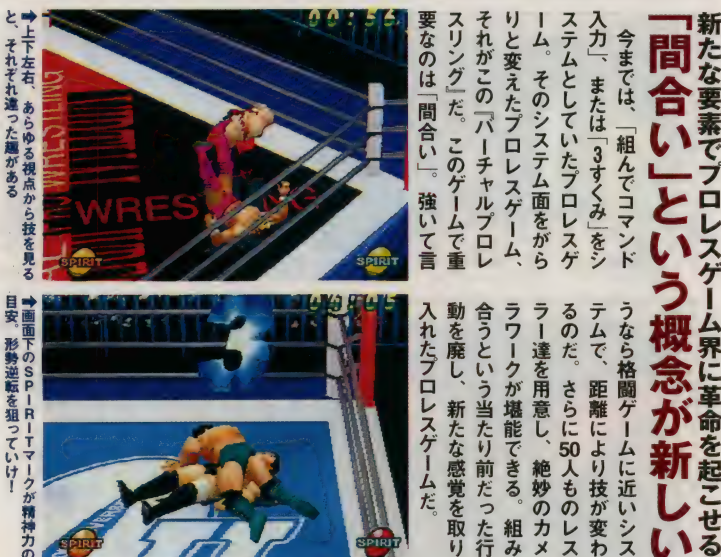 新たな要素でプロレスゲーム界に革命を起こせる
「間合い」という概念が新しい
今までは、「組んでコマンド
入力」、または「3すくみ」をシ
ステムとしていたプロレスゲ
ーム。そのシステム面をがら
りと変えたプロレスゲーム、
それがこの『バーチャルプロレ
スリング』だ。このゲームで重
要なのは「間合い」。強いて言
うなら格闘ゲームに近いシス
テムで、距離により技が変わ
るのだ。さらに50人ものレス
ラー達を用意し、絶妙のカメ
ラワークが堪能できる。組み
合うという当たり前だった行
動を廃し、新たな感覚を取り
入れたプロレスゲームだ。
00:56
WRESTLING
WRESTLING
SPIRIT
SPIRIT
➡上下左右、あらゆる視点から技を見る
と、それぞれ違った趣がある
04:05
3
SPIRIT
SPIRIT
➡画面下のSPIRITマークが精神力の
目安。形勢逆転を狙っていけ!